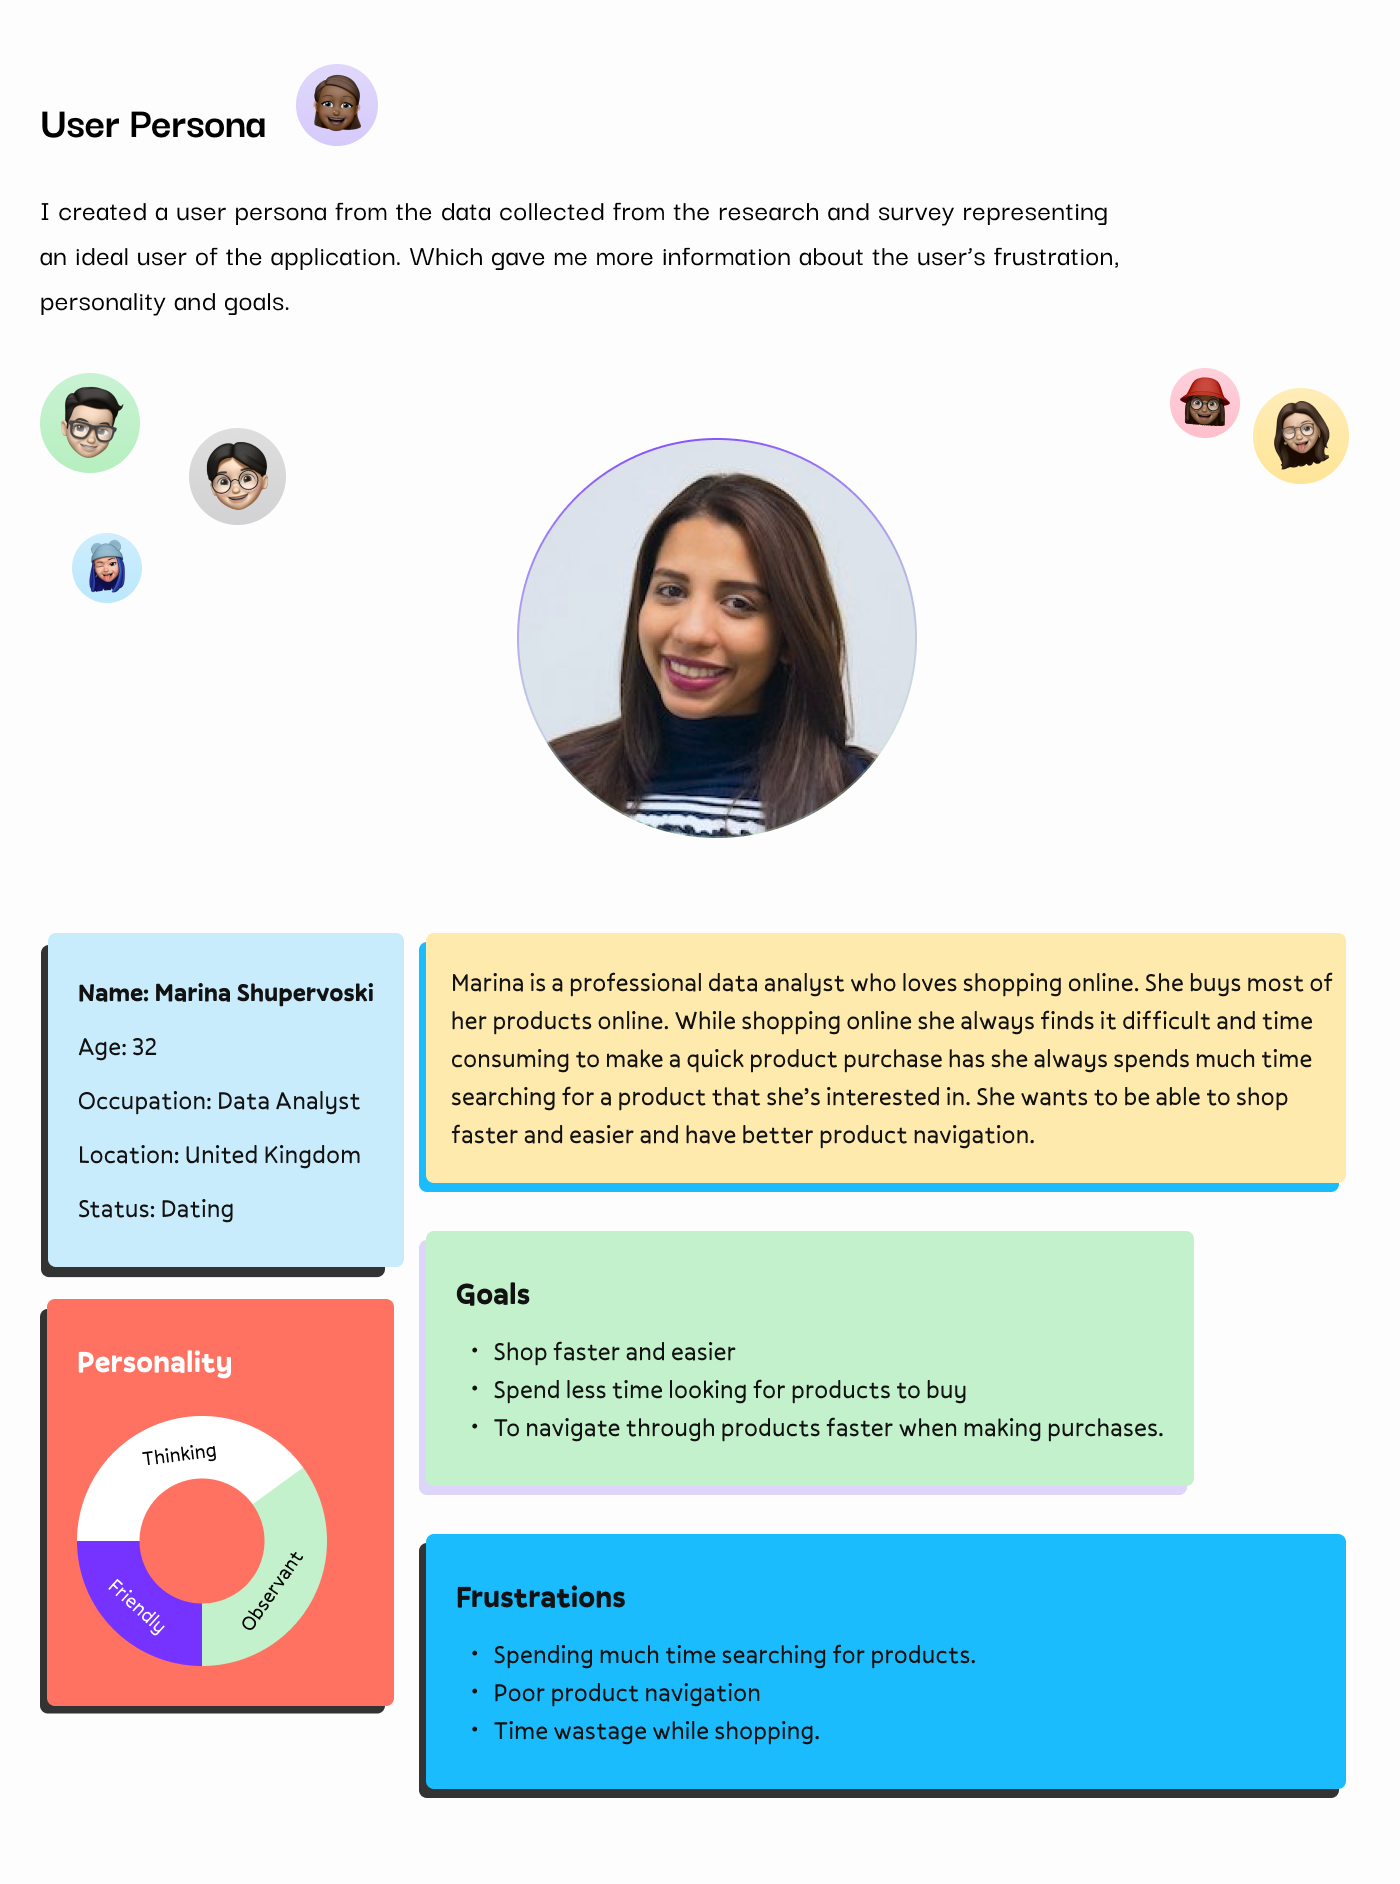 User Persona
I created a user persona from the data collected from the research and survey representing
an ideal user of the application. Which gave me more information about the user’s frustration,
personality and goals.
Name: Marina Shupervoski
Age: 32
Occupation: Data Analyst
Location: United Kingdom
Status: Dating
Marina is a professional data analyst who loves shopping online. She buys most of
her products online. While shopping online she always finds it difficult and time
consuming to make a quick product purchase has she always spends much time
searching for a product that she’s interested in. She wants to be able to shop
faster and easier and have better product navigation.
Goals
• Shop faster and easier
• Spend less time looking for products to buy
• To navigate through products faster when making purchases.
Personality
Thinking
Friendly
Observant
Frustrations
• Spending much time searching for products.
• Poor product navigation
• Time wastage while shopping.